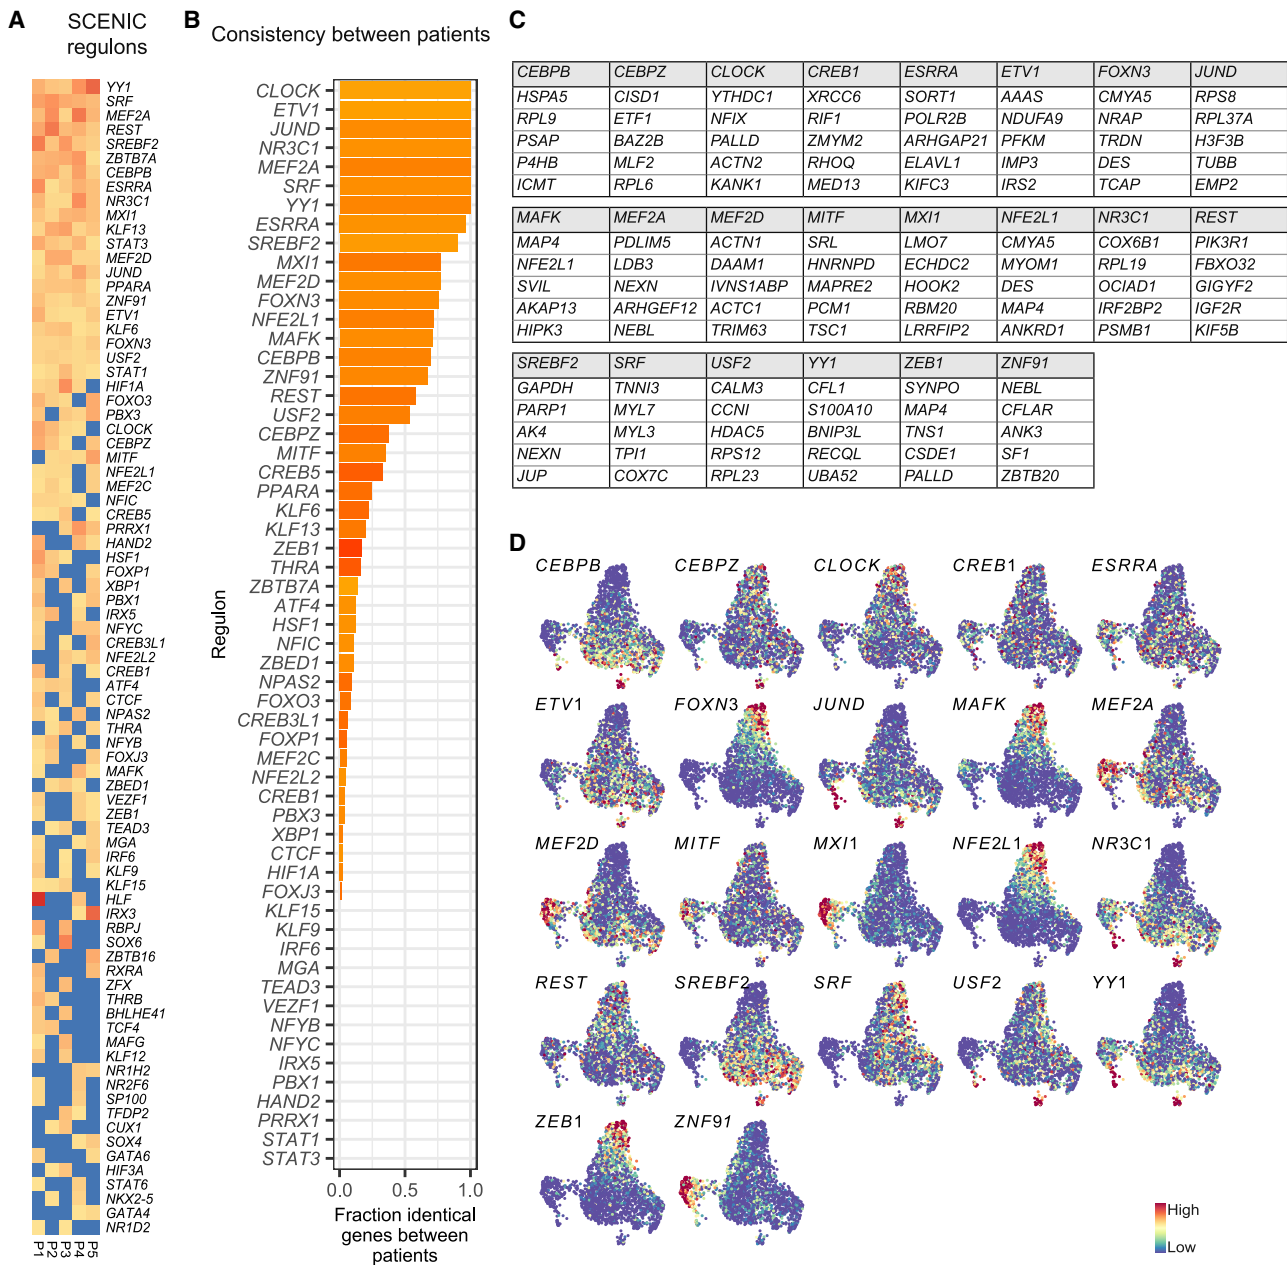 A
SCENIC
regulons
YY1
SRF
MEF2A
REST
SREBF2
ZBTB7A
CEBPB
ESRRA
NR3C1
MXI1
KLF13
STAT3
MEF2D
JUND
PPARA
ZNF91
ETV1
KLF6
FOXN3
USF2
STAT1
HIF1A
FOXO3
PBX3
CLOCK
CEBPZ
MITF
NFE2L1
MEF2C
NFIC
CREB5
PRRX1
HAND2
HSF1
FOXP1
XBP1
PBX1
IRX5
NFYC
CREB3L1
NFE2L2
CREB1
ATF4
CTCF
NPAS2
THRA
NFYB
FOXJ3
MAFK
ZBED1
VEZF1
ZEB1
TEAD3
MGA
IRF6
KLF9
KLF15
HLF
IRX3
RBPJ
SOX6
ZBTB16
RXRA
ZFX
THRB
BHLHE41
TCF4
MAFG
KLF12
NR1H2
NR2F6
SP100
TFDP2
CUX1
SOX4
GATA6
HIF3A
STAT6
NKX2-5
GATA4
NR1D2
P1 P2 P3 P4 P5
B
Consistency between patients
Regulon
CLOCK
ETV1
JUND
NR3C1
MEF2A
SRF
YY1
ESRRA
SREBF2
MXI1
MEF2D
FOXN3
NFE2L1
MAFK
CEBPB
ZNF91
REST
USF2
CEBPZ
MITF
CREB5
PPARA
KLF6
KLF13
ZEB1
THRA
ZBTB7A
ATF4
HSF1
NFIC
ZBED1
NPAS2
FOXO3
CREB3L1
FOXP1
MEF2C
NFE2L2
CREB1
PBX3
XBP1
CTCF
HIF1A
FOXJ3
KLF15
KLF9
IRF6
MGA
TEAD3
VEZF1
NFYB
NFYC
IRX5
PBX1
HAND2
PRRX1
STAT1
STAT3
0.0 0.5 1.0
Fraction identical
genes between
patients
C
CEBPB CEBPZ CLOCK CREB1 ESRRA ETV1 FOXN3 JUND
HSPA5 CISD1 YTHDC1 XRCC6 SORT1 AAAS CMYA5 RPS8
RPL9 ETF1 NFIX RIF1 POLR2B NDUFA9 NRAP RPL37A
PSAP BAZ2B PALLD ZMYM2 ARHGAP21 PFKM TRDN H3F3B
P4HB MLF2 ACTN2 RHOQ ELAVL1 IMP3 DES TUBB
ICMT RPL6 KANK1 MED13 KIFC3 IRS2 TCAP EMP2
MAFK MEF2A MEF2D MITF MXI1 NFE2L1 NR3C1 REST
MAP4 PDLIM5 ACTN1 SRL LMO7 CMYA5 COX6B1 PIK3R1
NFE2L1 LDB3 DAAM1 HNRNPD ECHDC2 MYOM1 RPL19 FBXO32
SVIL NEXN IVNS1ABP MAPRE2 HOOK2 DES OCIAD1 GIGYF2
AKAP13 ARHGEF12 ACTC1 PCM1 RBM20 MAP4 IRF2BP2 IGF2R
HIPK3 NEBL TRIM63 TSC1 LRRFIP2 ANKRD1 PSMB1 KIF5B
SREBF2 SRF USF2 YY1 ZEB1 ZNF91
GAPDH TNNI3 CALM3 CFL1 SYNPO NEBL
PARP1 MYL7 CCNI S100A10 MAP4 CFLAR
AK4 MYL3 HDAC5 BNIP3L TNS1 ANK3
NEXN TPI1 RPS12 RECQL CSDE1 SF1
JUP COX7C RPL23 UBA52 PALLD ZBTB20
D
CEBPB CEBPZ CLOCK CREB1 ESRRA
ETV1 FOXN3 JUND MAFK MEF2A
MEF2D MITF MXI1 NFE2L1 NR3C1
REST SREBF2 SRF USF2 YY1
ZEB1 ZNF91
High
Low